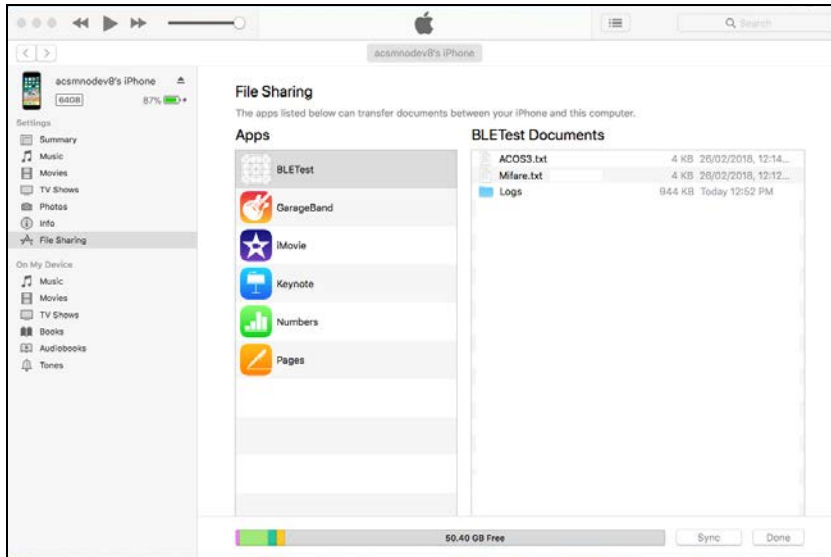 Search
acsmnodev8's iPhone
acsmnodev8's iPhone
64GB 87%
Settings
Summary
Music
Movies
TV Shows
Photos
Info
File Sharing
On My Device
Music
Movies
TV Shows
Books
Audiobooks
Tones
File Sharing
The apps listed below can transfer documents between your iPhone and this computer.
Apps
BLETest
GarageBand
iMovie
Keynote
Numbers
Pages
BLETest Documents
ACOS3.txt 4 KB 26/02/2018, 12:14...
Mifare.txt 4 KB 26/02/2018, 12:12...
Logs 944 KB Today 12:52 PM
50.40 GB Free
Sync Done